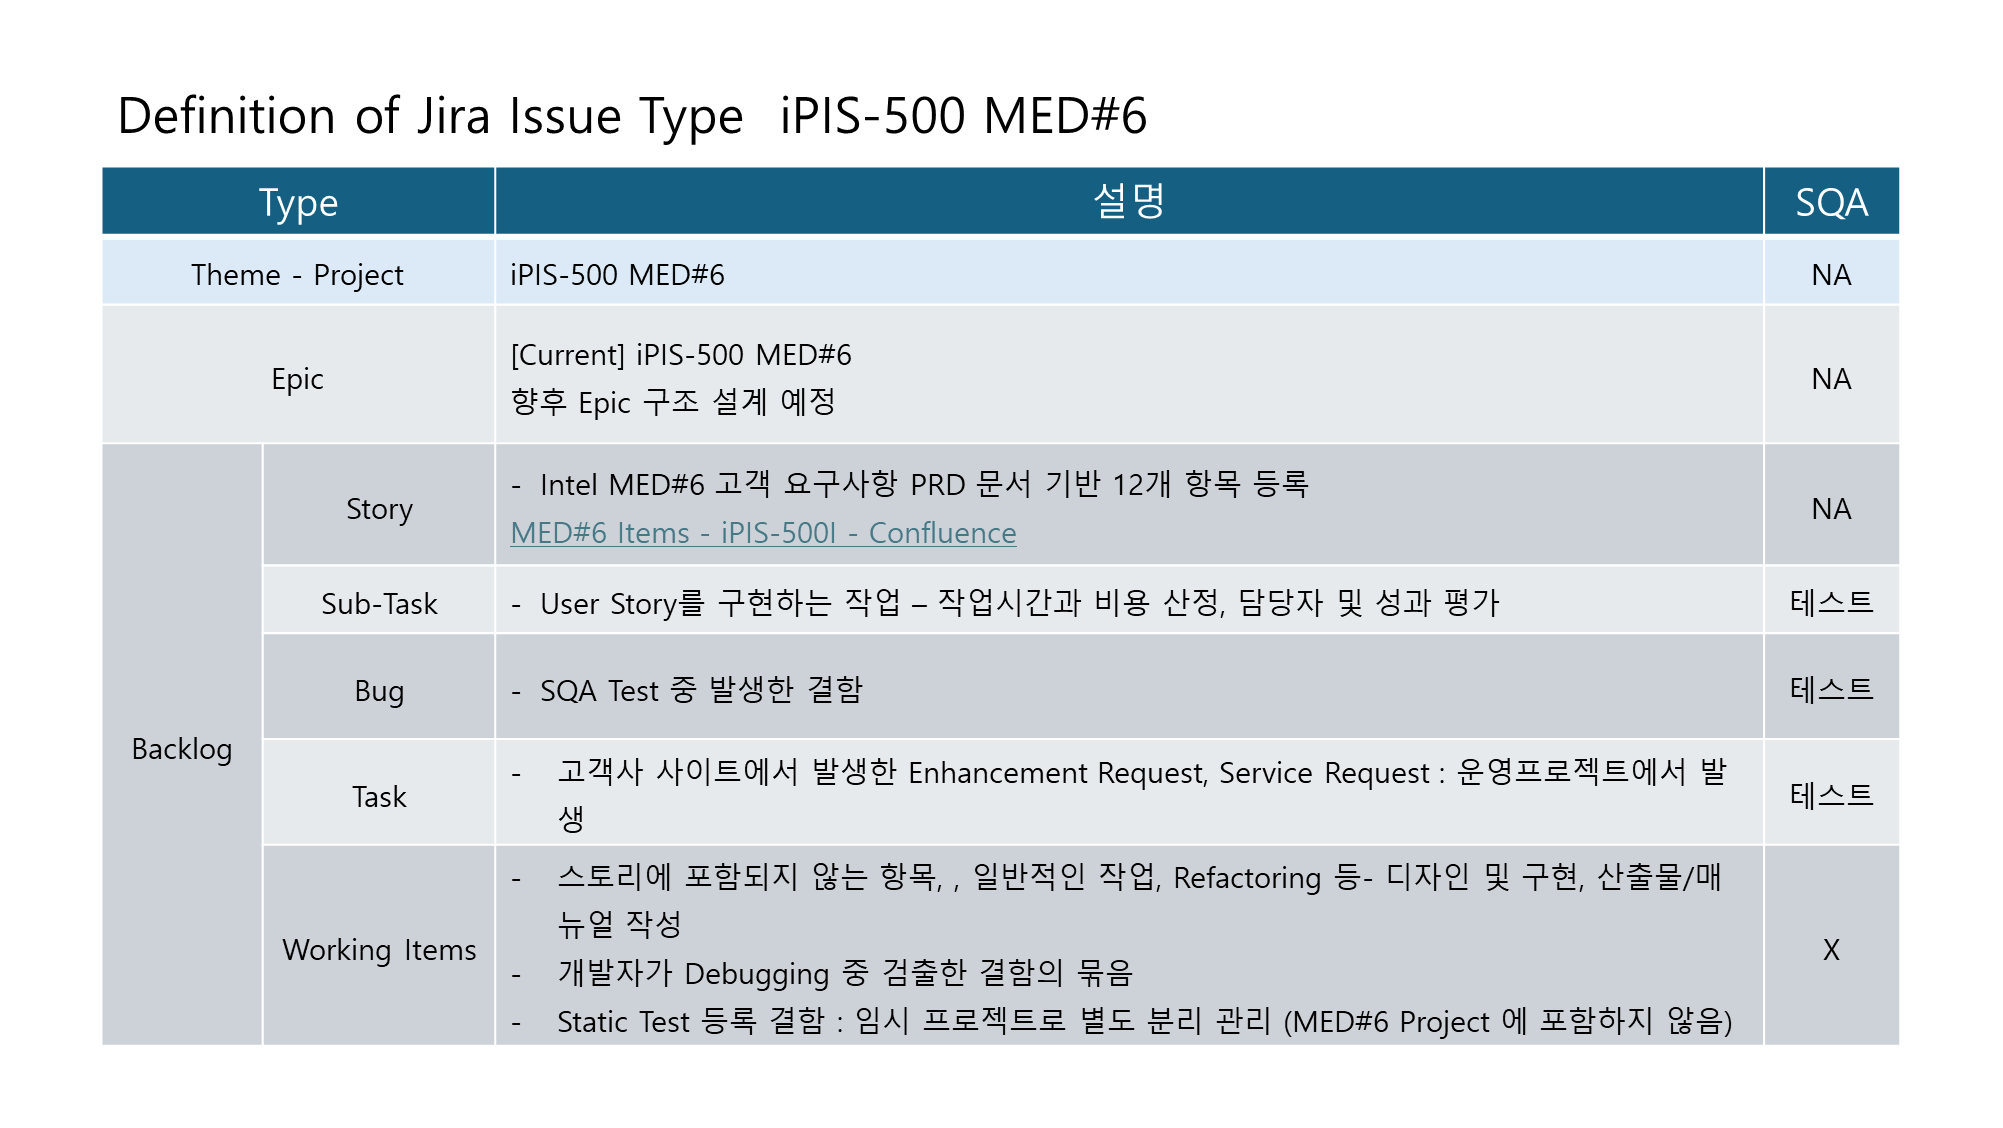 Definition of Jira Issue Type iPIS-500 MED#6
Type 설명 SQA
Theme - Project iPIS-500 MED#6 NA
Epic
[Current] iPIS-500 MED#6
향후 Epic 구조 설계 예정
NA
Backlog
Story
- Intel MED#6 고객 요구사항 PRD 문서 기반 12개 항목 등록
MED#6 Items - iPIS-500I - Confluence
NA
Sub-Task - User Story를 구현하는 작업 – 작업시간과 비용 산정, 담당자 및 성과 평가 테스트
Bug - SQA Test 중 발생한 결함 테스트
Task
- 고객사 사이트에서 발생한 Enhancement Request, Service Request : 운영프로젝트에서 발
생
테스트
Working Items
- 스토리에 포함되지 않는 항목, , 일반적인 작업, Refactoring 등- 디자인 및 구현, 산출물/매
뉴얼 작성
- 개발자가 Debugging 중 검출한 결함의 묶음
- Static Test 등록 결함 : 임시 프로젝트로 별도 분리 관리 (MED#6 Project 에 포함하지 않음)
X